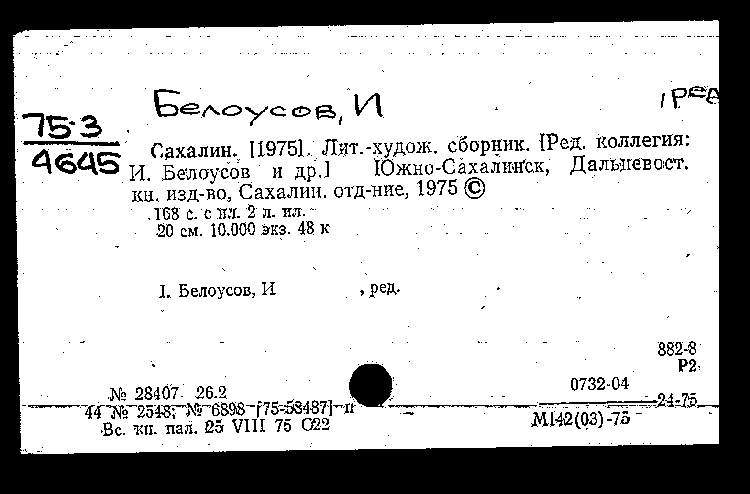 Белоусов, И , ред
75-3
4645
Сахалин. [1975]. Лит.-худож. сборник. [Ред. коллегия:
И. Белоусов и др.] Южно-Сахалинск, Дальневост.
кн. изд-во, Сахалин. отд-ние, 1975 ©
168 с. с ил. 2 л. ил.
20 см. 10.000 экз. 48 к
I. Белоусов, И , ред.
882-8
Р2
№ 28407 26.2 0732-04
44 № 2548; № 6898 [75-58487] п 24-75
Вс. кн. пал. 25 VIII 75 О22 М142(03)-75